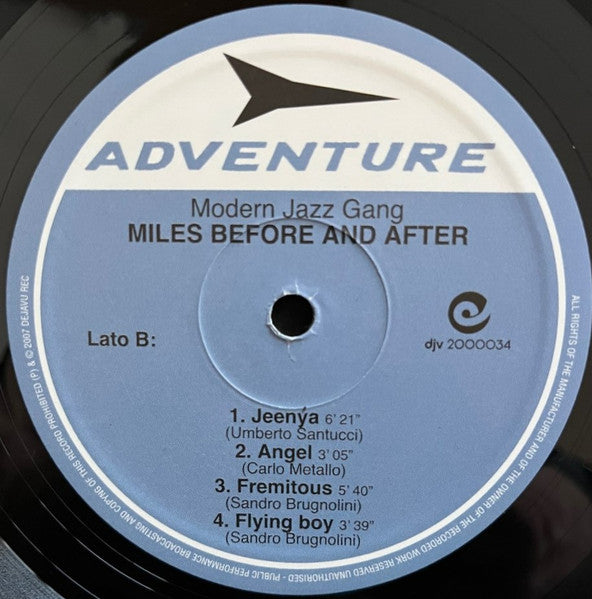 ADVENTURE
Modern Jazz Gang
MILES BEFORE AND AFTER
Lato B:
djv 2000034
1. Jeenýa 6'21"
(Umberto Santucci)
2. Angel 3'05"
(Carlo Metallo)
3. Fremitous 5'40"
(Sandro Brugnolini)
4. Flying boy 3'39"
(Sandro Brugnolini)
ALL RIGHTS OF THE MANUFACTURER AND OF THE OWNER OF THE RECORDED WORK RESERVED UNAUTHORISED - PUBLIC PERFORMANCE BROADCASTING AND COPYNG OF THIS RECORD PROHIBITED (P) & © 2007 DEJAVU REC